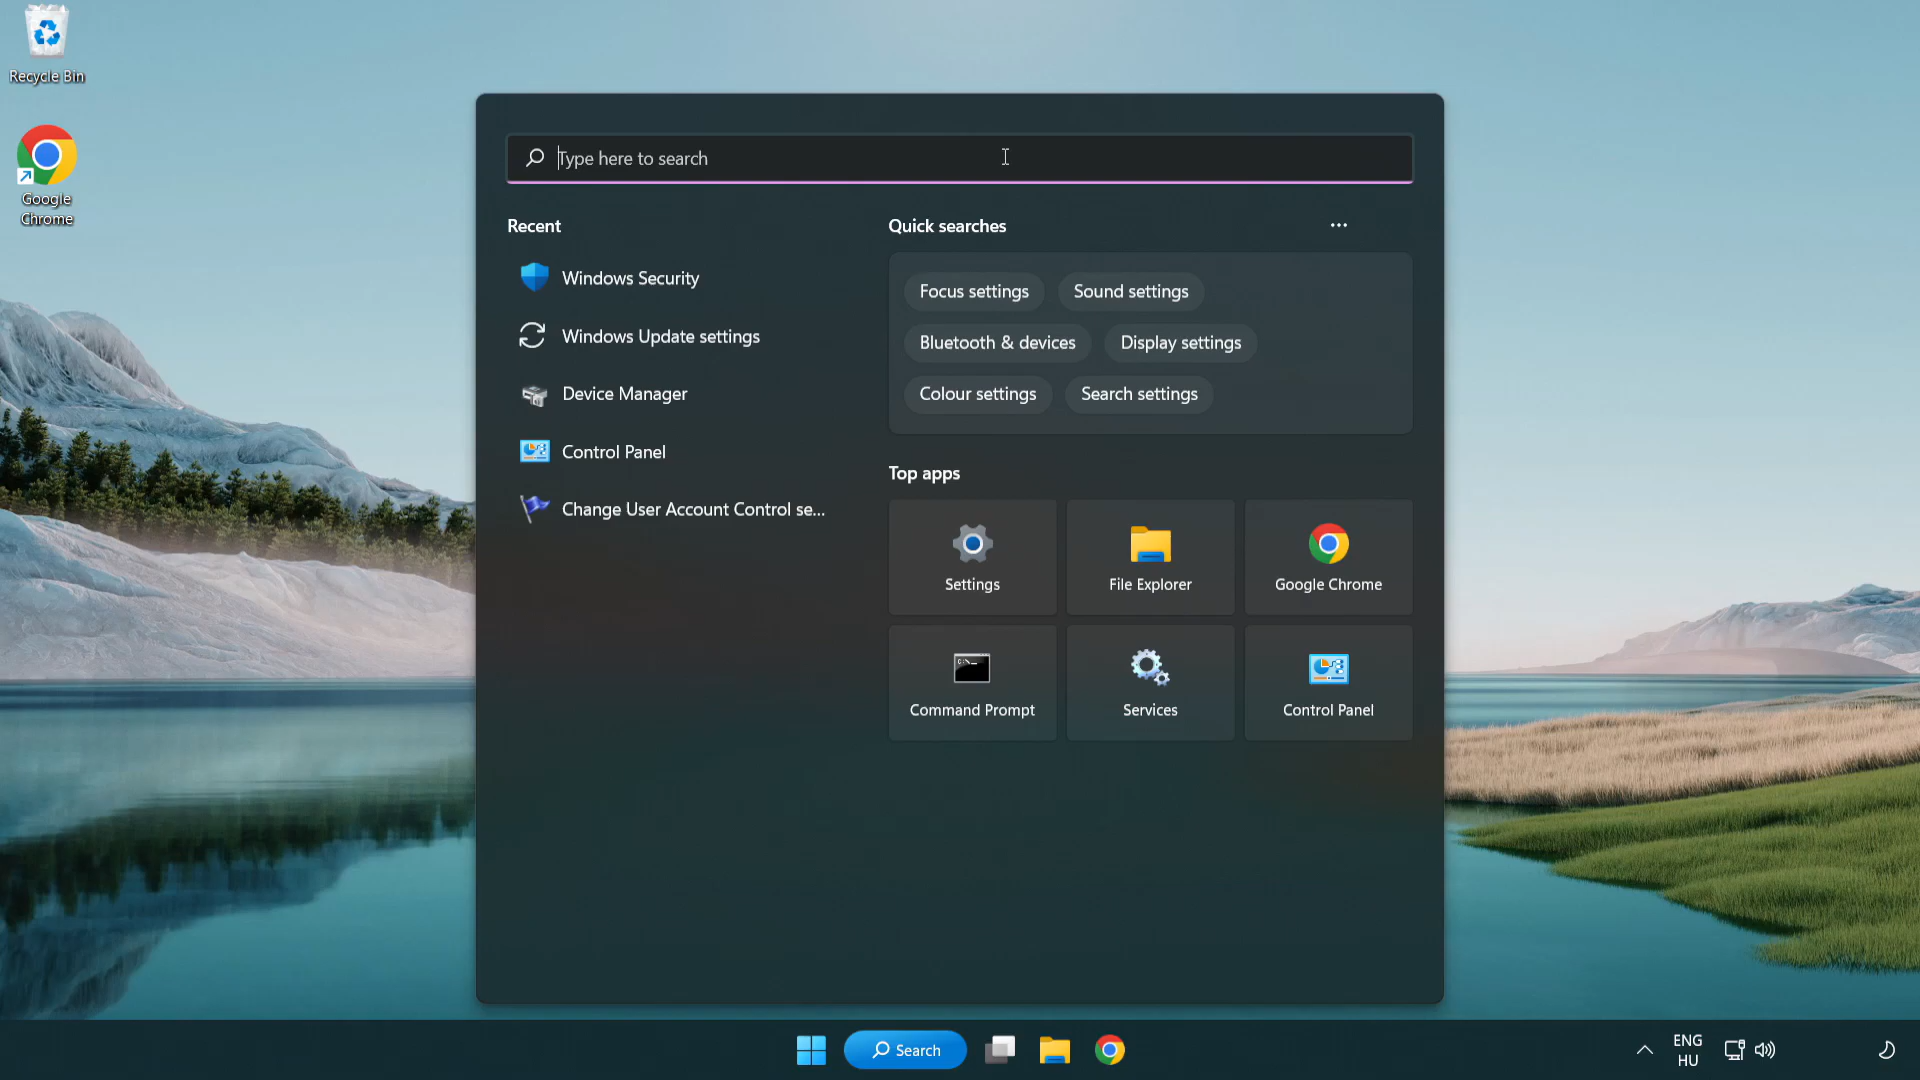 Recycle Bin
Google
Chrome
Type here to search
Recent
Windows Security
Windows Update settings
Device Manager
Control Panel
Change User Account Control se...
Quick searches
Focus settings
Sound settings
Bluetooth & devices
Display settings
Colour settings
Search settings
Top apps
Settings
File Explorer
Google Chrome
Command Prompt
Services
Control Panel
Search
ENG
HU